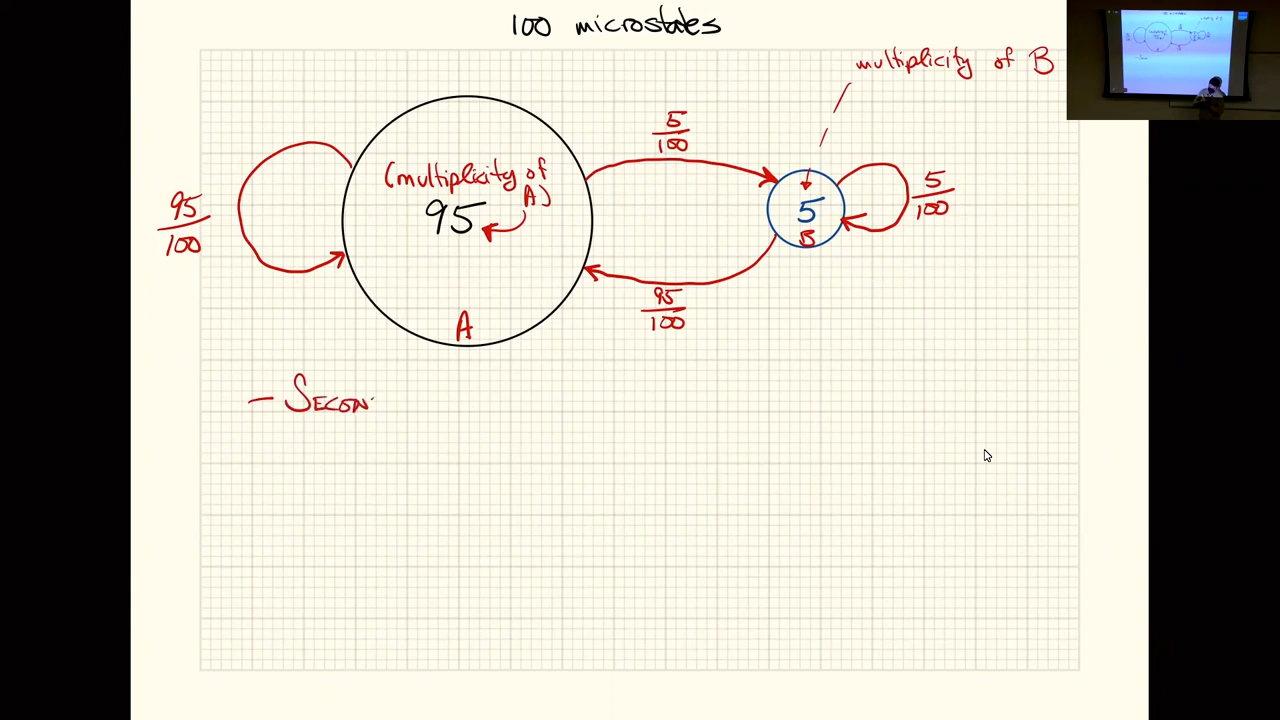 100 microstates
multiplicity of B
5
100
(multiplicity of
A)
95
95
100
5
B
5
100
95
100
A
- SECON